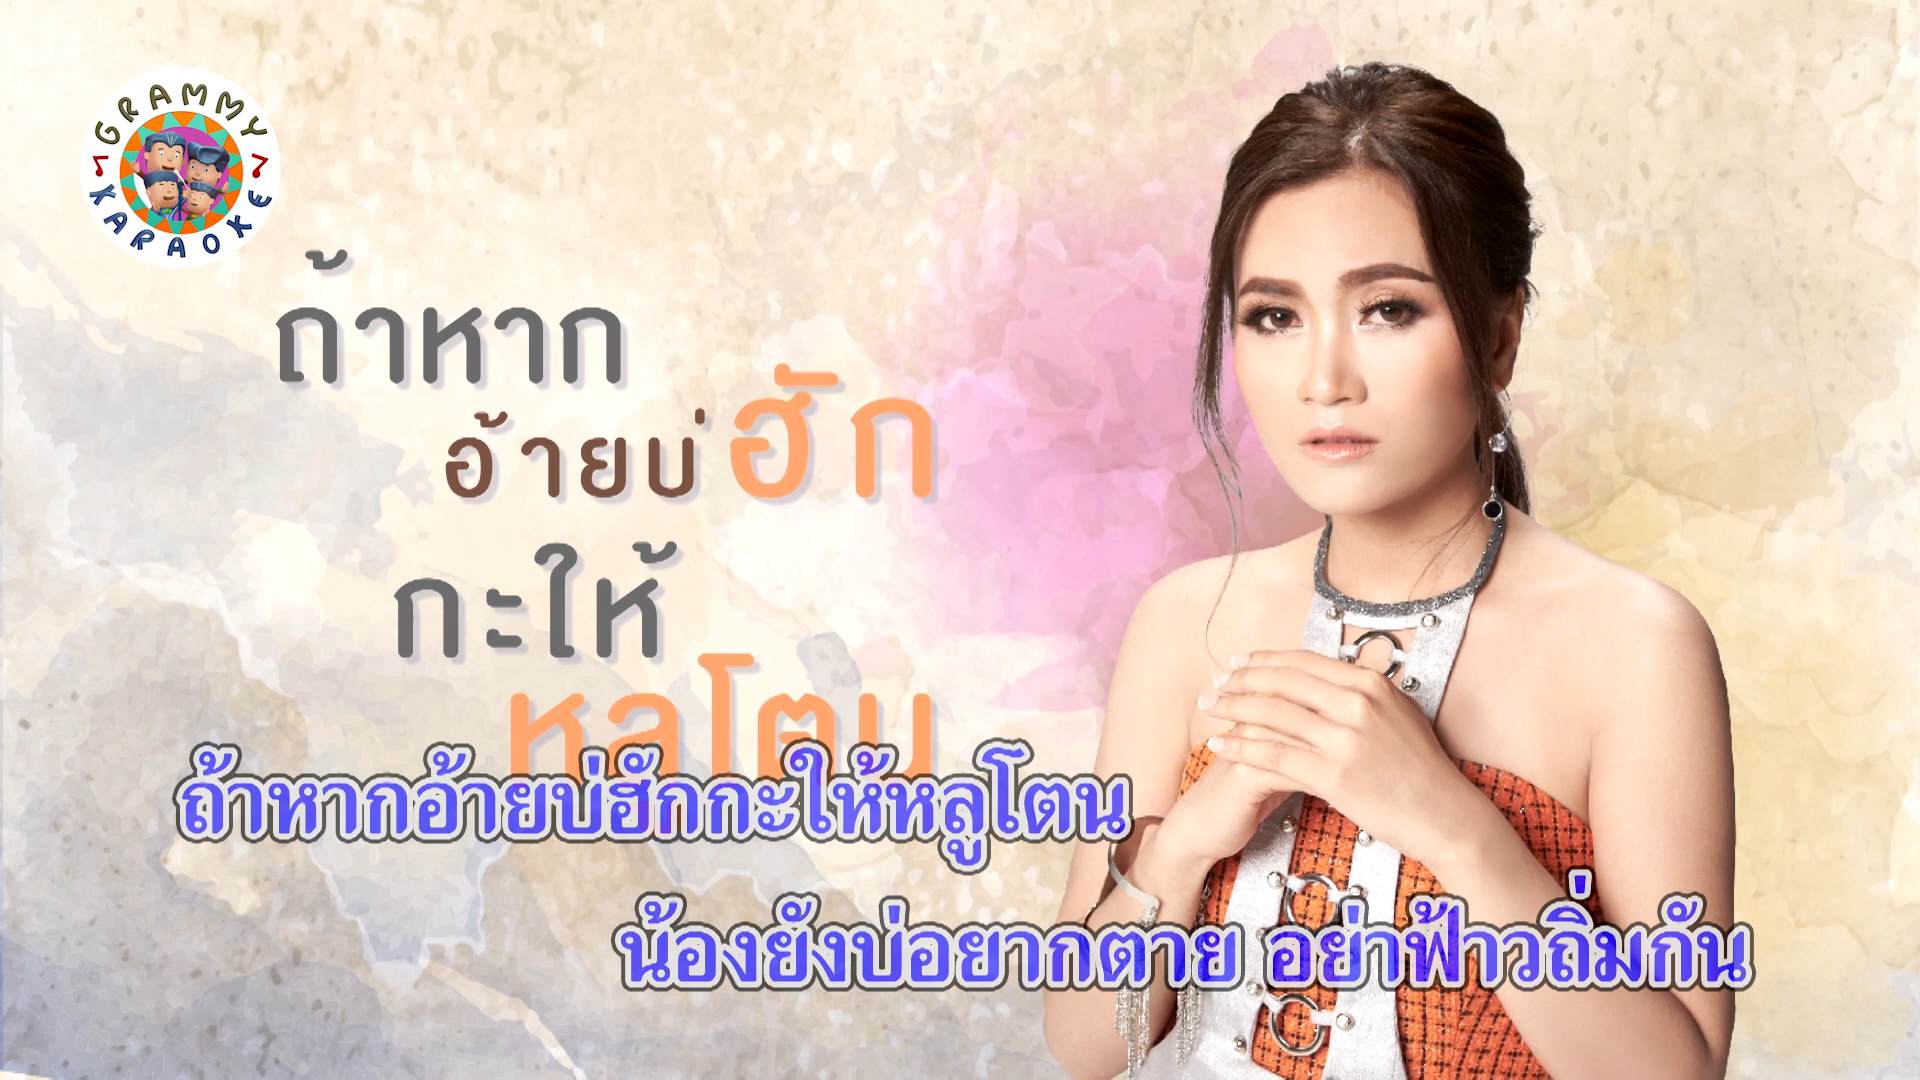 GRAMMY
KARAOKE
ถ้าหาก
อ้ายบ่ฮัก
กะให้
หลูโตน
ถ้าหากอ้ายบ่ฮักกะให้หลูโตน
น้องยังบ่อยากตาย อย่าฟ้าวถิ่มกัน